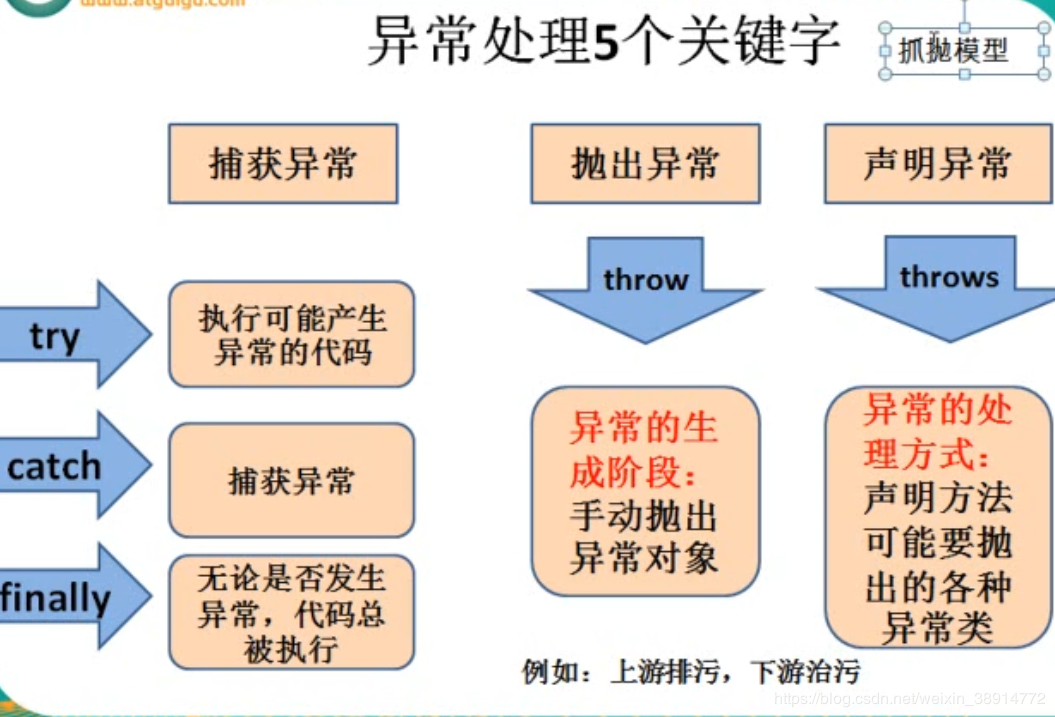 www.atguigu.com
异常处理5个关键字
抓抛模型
捕获异常
抛出异常
声明异常
throw
throws
try
执行可能产生
异常的代码
catch
捕获异常
finally
无论是否发生
异常，代码总
被执行
异常的生
成阶段：
手动抛出
异常对象
异常的处
理方式：
声明方法
可能要抛
出的各种
异常类
例如：上游排污，下游治污
https://blog.csdn.net/weixin_38914772